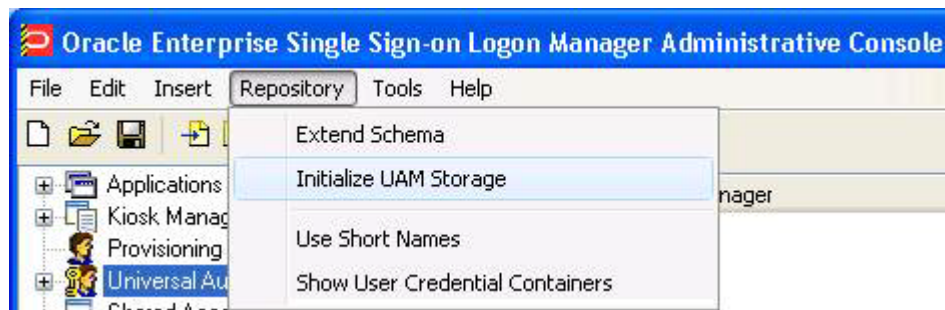 Oracle Enterprise Single Sign-on Logon Manager Administrative Console
File Edit Insert Repository Tools Help
Extend Schema
Applications
Initialize UAM Storage
nager
Kiosk Manag
Use Short Names
Provisioning
Universal Au
Show User Credential Containers